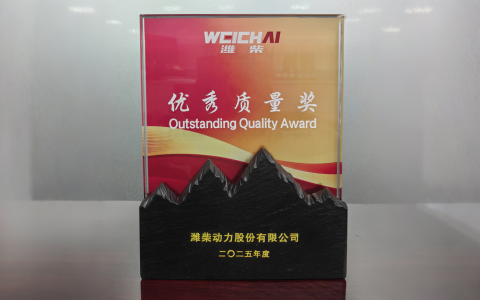 WEICHAI
潍柴
优秀质量奖
Outstanding Quality Award
潍柴动力股份有限公司
二〇二五年度